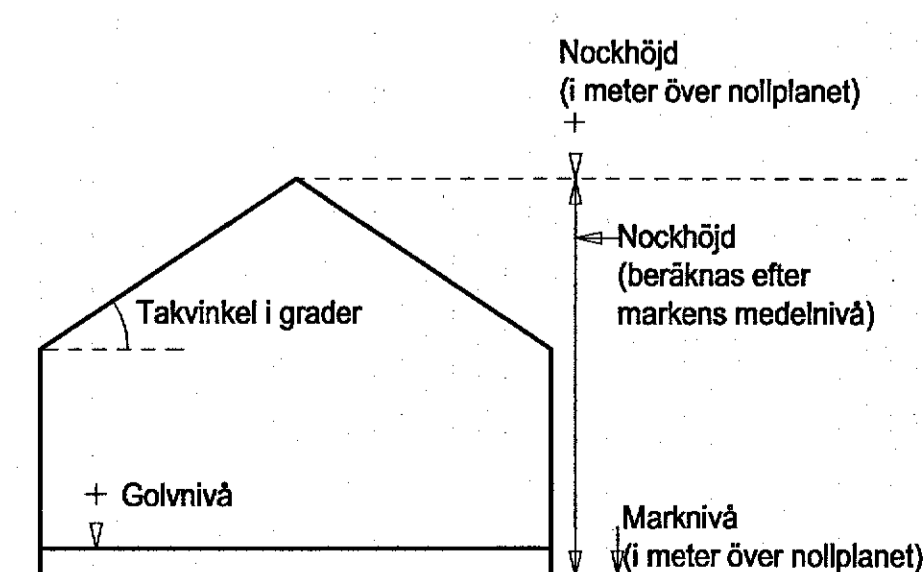 Nockhöjd
(i meter över nollplanet)
+
Nockhöjd
(beräknas efter
markens medelnivå)
Takvinkel i grader
+ Golvnivå
Marknivå
(i meter över nollplanet)